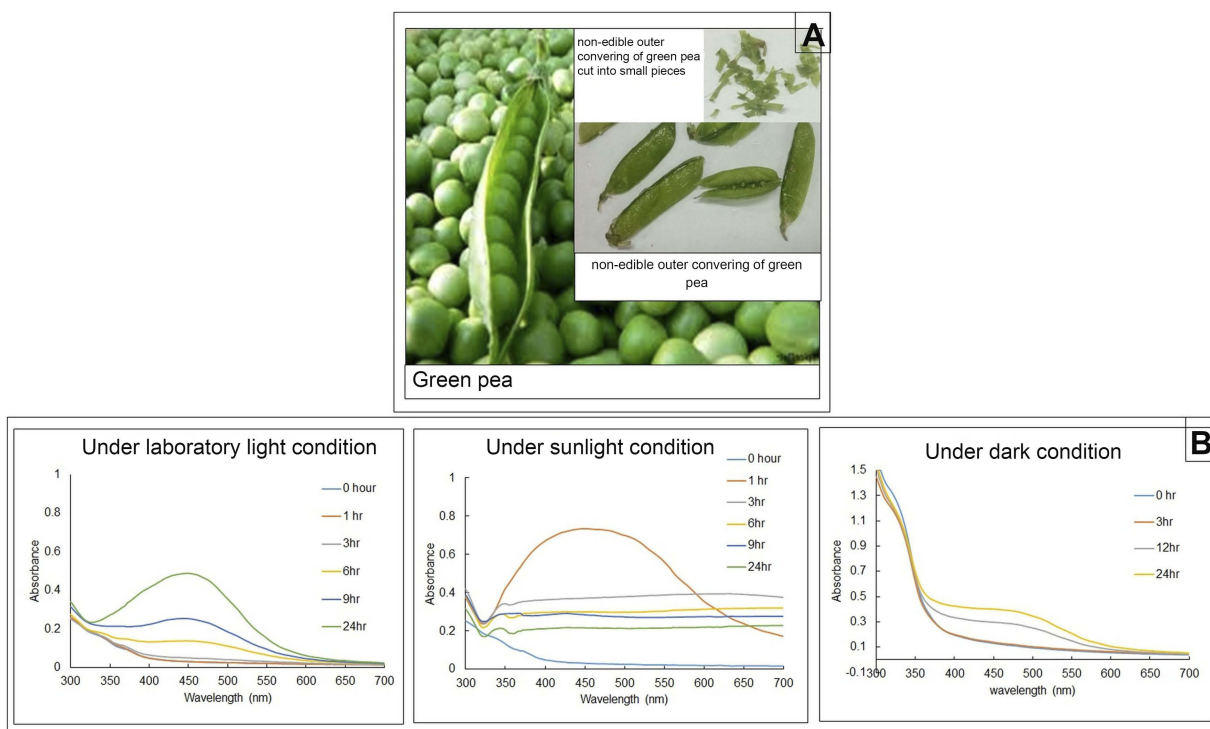 A
non-edible outer
convering of green pea
cut into small pieces
non-edible outer convering of green
pea
Green pea
B
Under laboratory light condition
1
0.8
0.6
0.4
0.2
0
Absorbance
300
350
400
450
500
550
600
650
700
Wavelength (nm)
0 hour
1 hr
3hr
6hr
9hr
24hr
Under sunlight condition
1
0.8
0.6
0.4
0.2
0
Absorbance
300
350
400
450
500
550
600
650
700
Wavelength (nm)
0 hour
1 hr
3hr
6hr
9hr
24hr
Under dark condition
1.5
1.3
1.1
0.9
0.7
0.5
0.3
0.1
-0.1
Absorbance
300
350
400
450
500
550
600
650
700
wavelength (nm)
0 hr
3hr
12hr
24hr